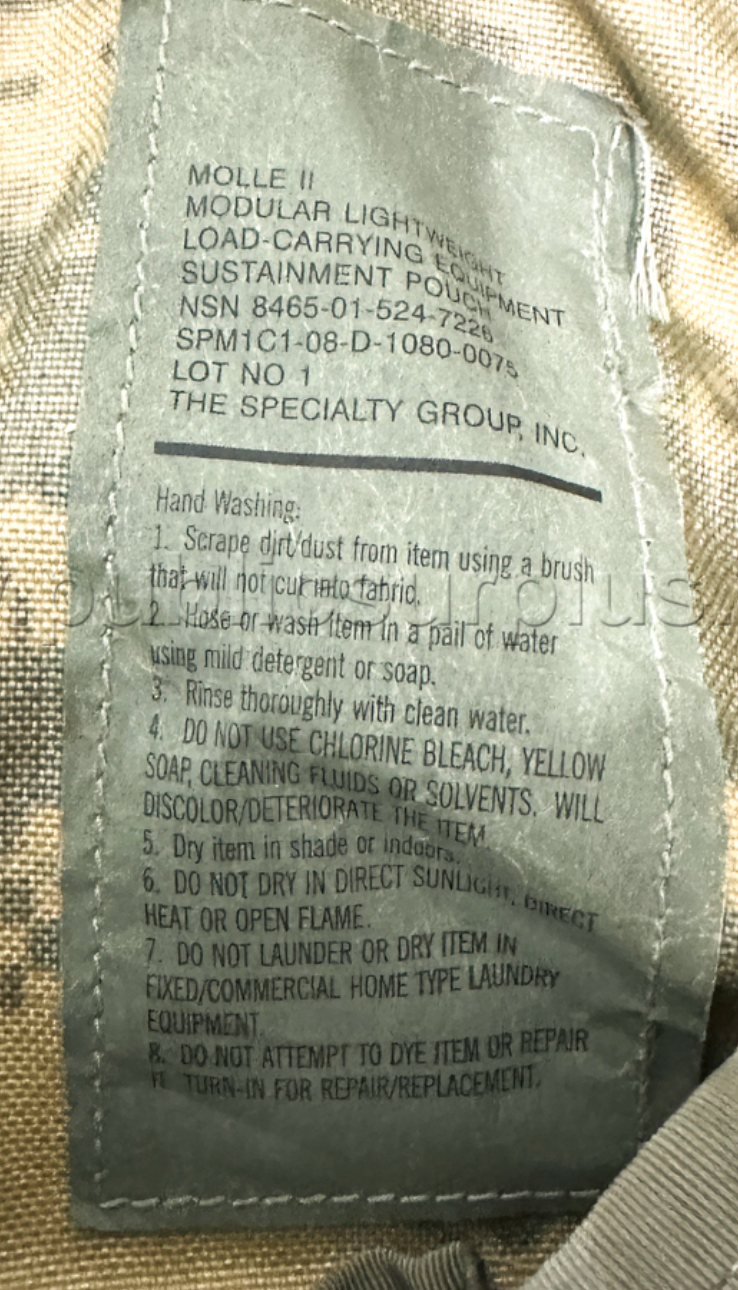 MOLLE II
MODULAR LIGHTWEIGHT
LOAD-CARRYING EQUIPMENT
SUSTAINMENT POUCH
NSN 8465-01-524-7226
SPM1C1-08-D-1080-0075
LOT NO 1
THE SPECIALTY GROUP, INC.
Hand Washing:
1. Scrape dirt/dust from item using a brush
that will not cut into fabric.
publicsurplus
2. Hose or wash item in a pail of water
using mild detergent or soap.
3. Rinse thoroughly with clean water.
4. DO NOT USE CHLORINE BLEACH, YELLOW
SOAP, CLEANING FLUIDS OR SOLVENTS. WILL
DISCOLOR/DETERIORATE THE ITEM.
5. Dry item in shade or indoors.
6. DO NOT DRY IN DIRECT SUNLIGHT, DIRECT
HEAT OR OPEN FLAME.
7. DO NOT LAUNDER OR DRY ITEM IN
FIXED/COMMERCIAL HOME TYPE LAUNDRY
EQUIPMENT.
8. DO NOT ATTEMPT TO DYE ITEM OR REPAIR
TURN-IN FOR REPAIR/REPLACEMENT.